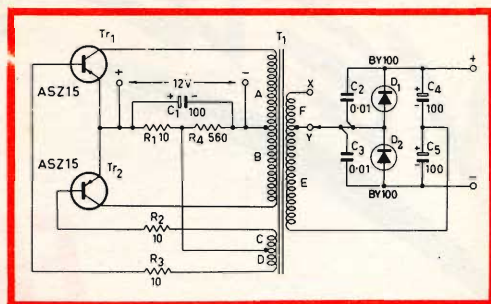 Tr1
T1
BY100
+
+ 12V −
X
+
ASZ15
+ −
C1
100
A
F
C2
0·01
D1
C4
100
R1
10
R4 560
Y
ASZ15
B
C3
0·01
D2
C5
100
Tr2
E
BY100
−
R2
10
C
D
R3
10